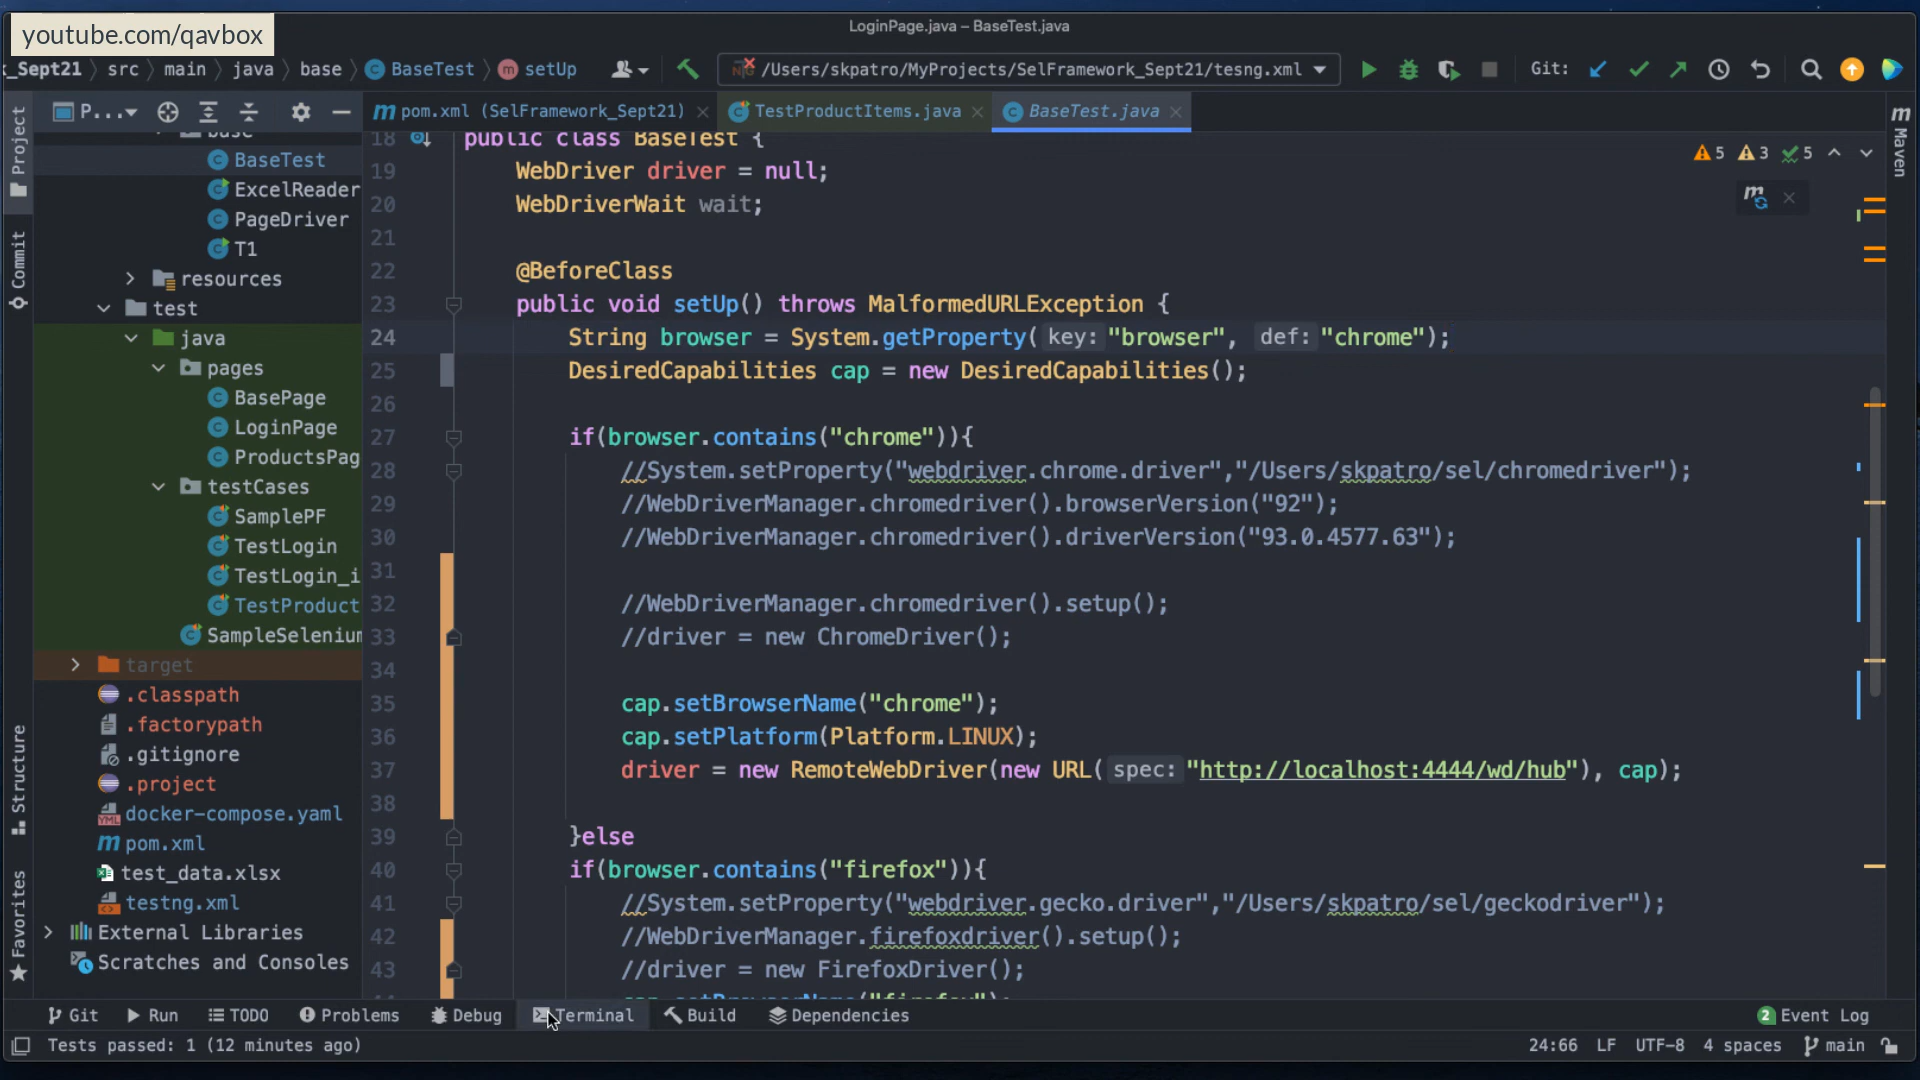 youtube.com/qavbox
LoginPage.java – BaseTest.java
_Sept21 〉 src 〉 main 〉 java 〉 base 〉 BaseTest 〉 setUp
/Users/skpatro/MyProjects/SelFramework_Sept21/tesng.xml
Git:
P...
pom.xml (SelFramework_Sept21)
TestProductItems.java
BaseTest.java
Project
Commit
Structure
Favorites
Maven
5 3 5
base
BaseTest
ExcelReader
PageDriver
T1
resources
test
java
pages
BasePage
LoginPage
ProductsPag
testCases
SamplePF
TestLogin
TestLogin_i
TestProduct
SampleSeleniun
target
.classpath
.factorypath
.gitignore
.project
docker-compose.yaml
pom.xml
test_data.xlsx
testng.xml
External Libraries
Scratches and Consoles
18 public class BaseTest {
19 WebDriver driver = null;
20 WebDriverWait wait;
21
22 @BeforeClass
23 public void setUp() throws MalformedURLException {
24 String browser = System.getProperty( key: "browser", def: "chrome");
25 DesiredCapabilities cap = new DesiredCapabilities();
26
27 if(browser.contains("chrome")){
28 //System.setProperty("webdriver.chrome.driver","/Users/skpatro/sel/chromedriver");
29 //WebDriverManager.chromedriver().browserVersion("92");
30 //WebDriverManager.chromedriver().driverVersion("93.0.4577.63");
31
32 //WebDriverManager.chromedriver().setup();
33 //driver = new ChromeDriver();
34
35 cap.setBrowserName("chrome");
36 cap.setPlatform(Platform.LINUX);
37 driver = new RemoteWebDriver(new URL( spec: "http://localhost:4444/wd/hub"), cap);
38
39 }else
40 if(browser.contains("firefox")){
41 //System.setProperty("webdriver.gecko.driver","/Users/skpatro/sel/geckodriver");
42 //WebDriverManager.firefoxdriver().setup();
43 //driver = new FirefoxDriver();
cap.setBrowserName("firefox");
Git Run TODO Problems Debug Terminal Build Dependencies 2 Event Log
Tests passed: 1 (12 minutes ago) 24:66 LF UTF-8 4 spaces main